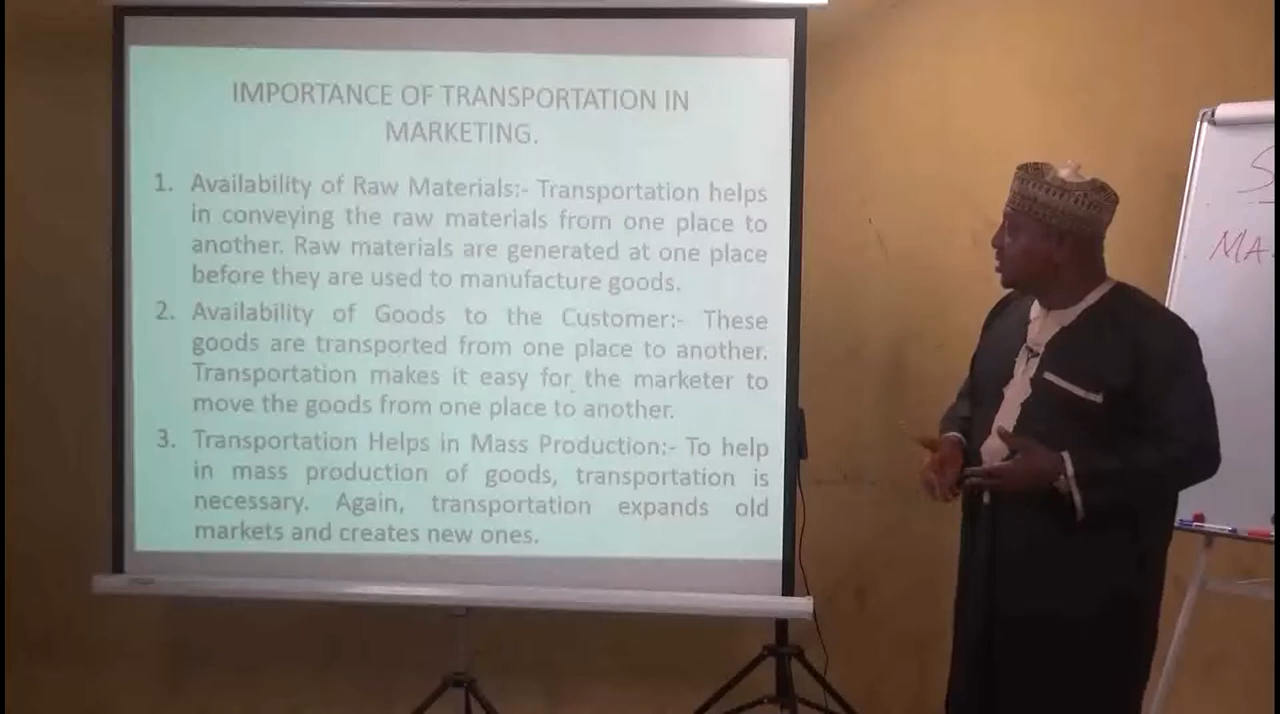 IMPORTANCE OF TRANSPORTATION IN
MARKETING.
1. Availability of Raw Materials:- Transportation helps
in conveying the raw materials from one place to
another. Raw materials are generated at one place
before they are used to manufacture goods.
2. Availability of Goods to the Customer:- These
goods are transported from one place to another.
Transportation makes it easy for the marketer to
move the goods from one place to another.
3. Transportation Helps in Mass Production:- To help
in mass production of goods, transportation is
necessary. Again, transportation expands old
markets and creates new ones.
S
MA